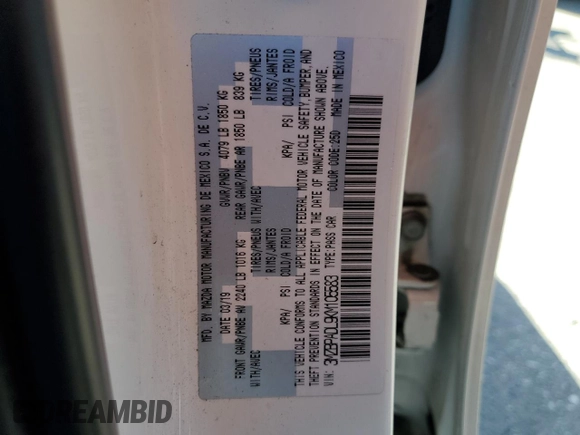 MFG. BY MAZDA MOTOR MANUFACTURING DE MEXICO S.A. DE C.V.
DATE 03/19 GVWR/PNBV 4079 LB 1850 KG
FRONT GAWR/PNBE AV 2240 LB 1016 KG REAR GAWR/PNBE AR 1850 LB 839 KG
WITH/AVEC TIRES/PNEUS WITH/AVEC TIRES/PNEUS
RIMS/JANTES RIMS/JANTES
KPA/ PSI COLD/A FROID KPA/ PSI COLD/A FROID
THIS VEHICLE CONFORMS TO ALL APPLICABLE FEDERAL MOTOR VEHICLE SAFETY, BUMPER, AND
THEFT PREVENTION STANDARDS IN EFFECT ON THE DATE OF MANUFACTURE SHOWN ABOVE.
VIN: TYPE:PASS CAR COLOR CODE:25D MADE IN MEXICO
DREAMBID